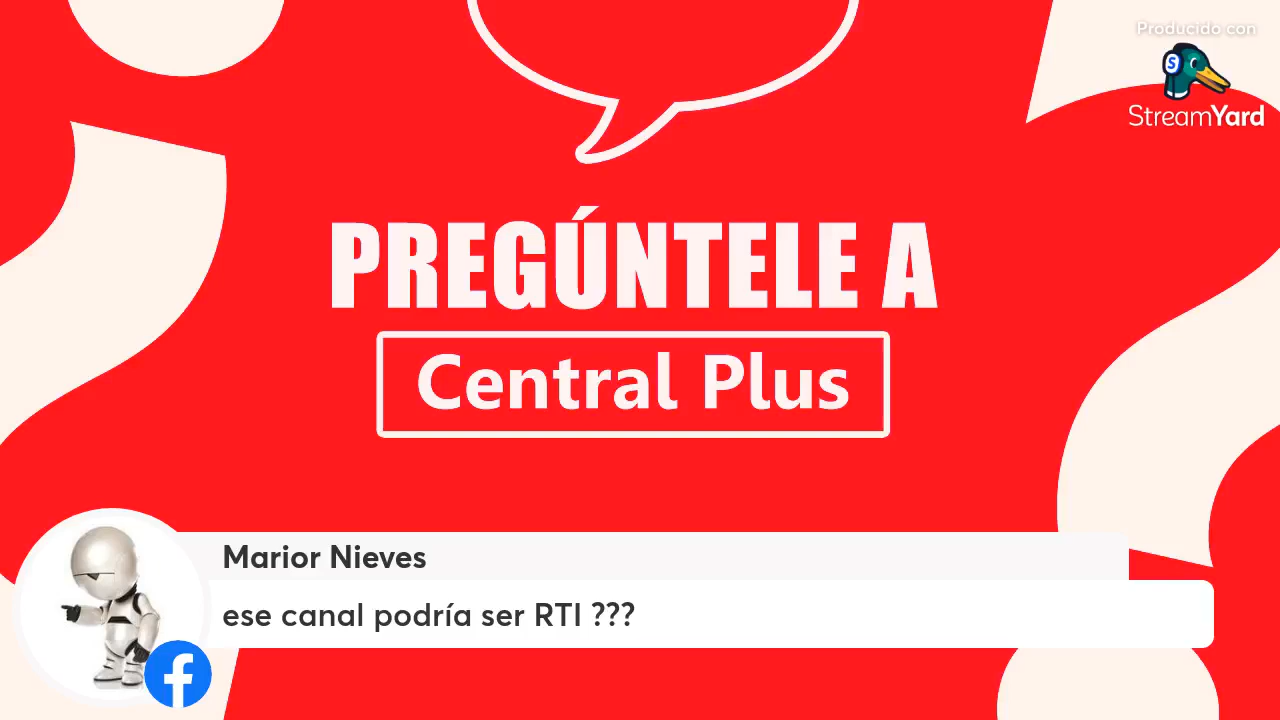 Producido con
StreamYard
PREGÚNTELE A
Central Plus
Marior Nieves
ese canal podría ser RTI ???